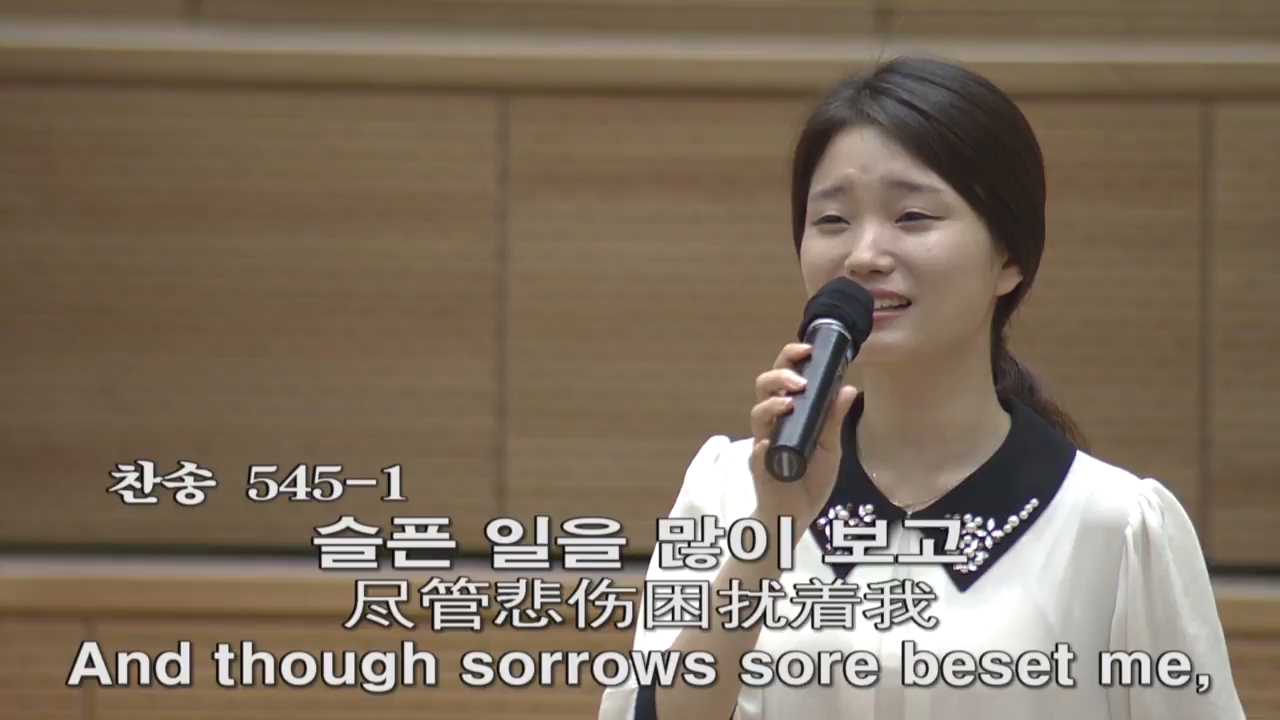 찬송 545-1
슬픈 일을 많이 보고
尽管悲伤困扰着我
And though sorrows sore beset me,